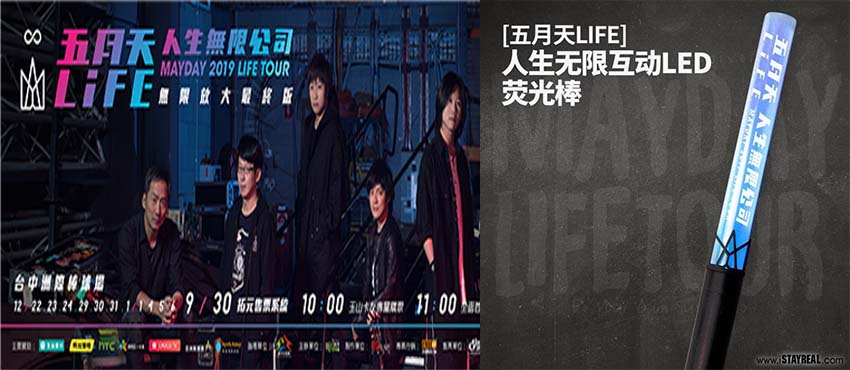 五月天
LiFE
人生無限公司
MAYDAY 2019 LIFE TOUR
無限放大最終版
台中洲際棒球場
12 22 23 24 29 30 31 1 1 4 5
9/30 拓元售票系統 10:00 11:00
hTC
[五月天LIFE]
人生无限互动LED
荧光棒
五月天
LiFE
人生無限公司
MAYDAY
LIFE TOUR
www.iSTAYREAL.com